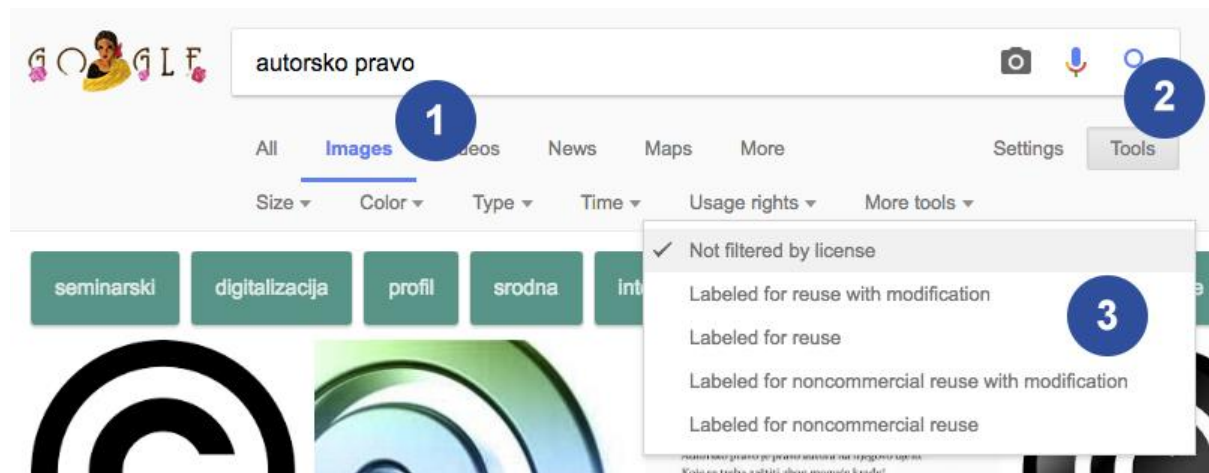 GOOGLE
autorsko pravo
1
2
All Images News Maps More Settings Tools
Size Color Type Time Usage rights More tools
Not filtered by license
seminarski digitalizacija profil srodna
Labeled for reuse with modification
3
Labeled for reuse
Labeled for noncommercial reuse with modification
Labeled for noncommercial reuse